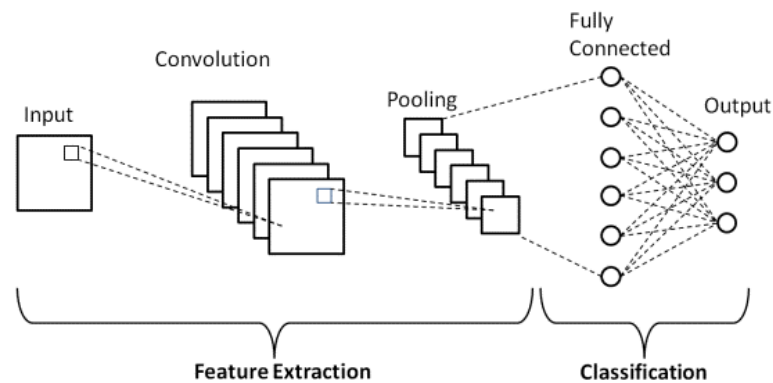 Input
Convolution
Pooling
Fully
Connected
Output
Feature Extraction
Classification